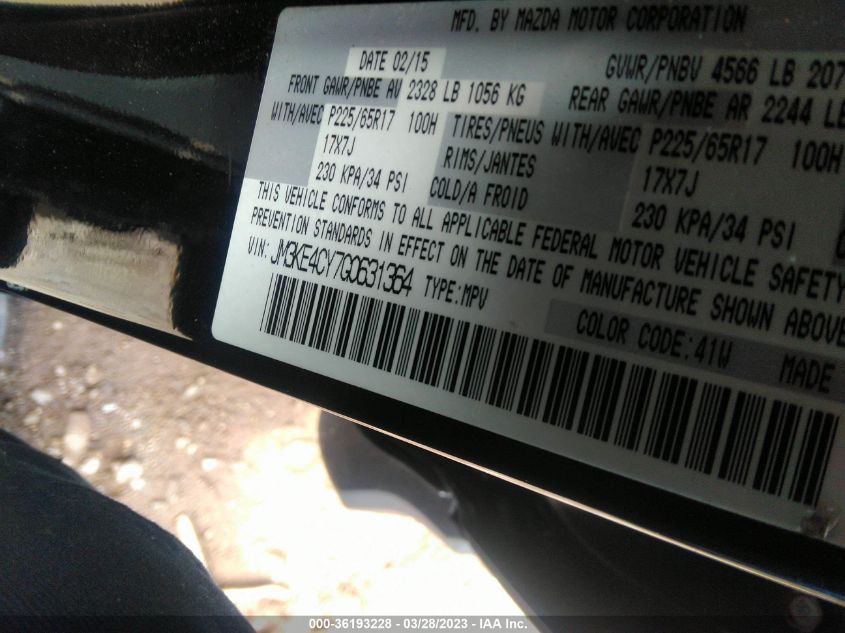 MFD. BY MAZDA MOTOR CORPORATION
DATE 02/15 GVWR/PNBV 4566 LB 207
FRONT GAWR/PNBE AV 2328 LB 1056 KG REAR GAWR/PNBE AR 2244 LB
WITH/AVEC P225/65R17 100H TIRES/PNEUS WITH/AVEC P225/65R17 100H
17X7J RIMS/JANTES 17X7J
230 KPA/34 PSI COLD/A FROID 230 KPA/34 PSI
THIS VEHICLE CONFORMS TO ALL APPLICABLE FEDERAL MOTOR VEHICLE SAFETY
PREVENTION STANDARDS IN EFFECT ON THE DATE OF MANUFACTURE SHOWN ABOVE
VIN: JM3KE4CY7G0631364 TYPE:MPV
COLOR CODE:41W MADE
000-36193228 - 03/28/2023 - IAA Inc.